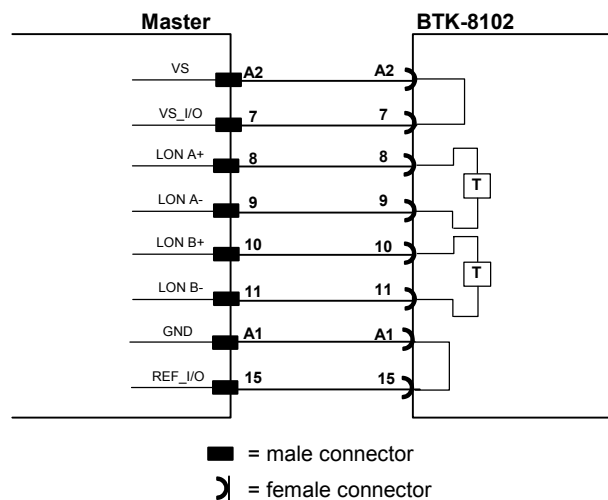 Master BTK-8102
VS A2 A2
VS_I/O 7 7
LON A+ 8 8
T
LON A- 9 9
LON B+ 10 10
T
LON B- 11 11
GND A1 A1
REF_I/O 15 15
= male connector
= female connector